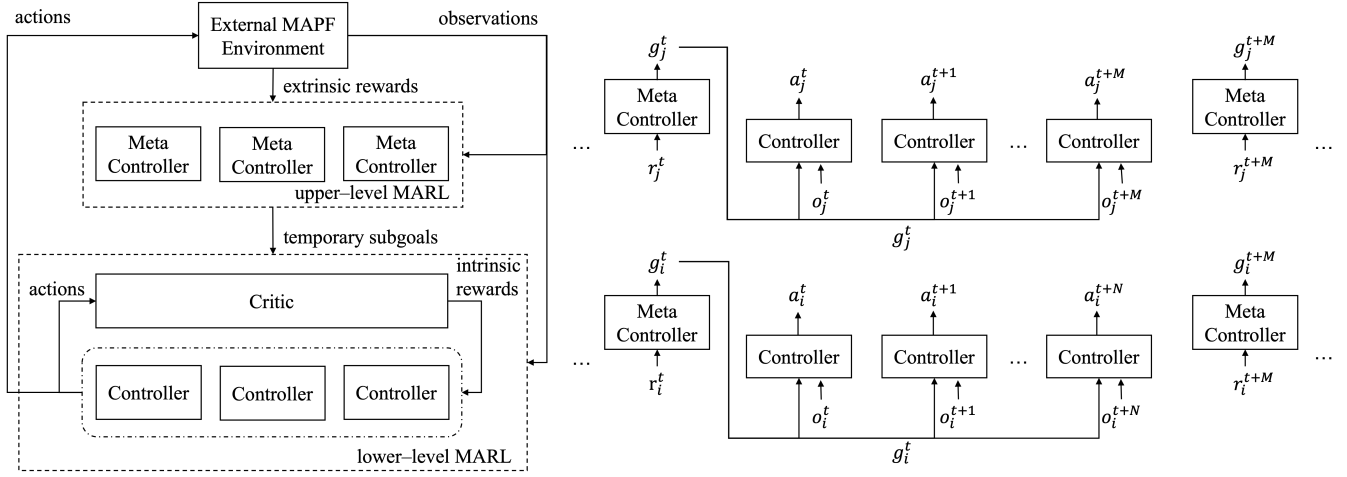 actions
External MAPF
Environment
observations
extrinsic rewards
Meta
Controller
Meta
Controller
Meta
Controller
upper–level MARL
temporary subgoals
intrinsic
rewards
actions
Critic
Controller
Controller
Controller
lower–level MARL
g_j^t
Meta
Controller
r_j^t
...
a_j^t
a_j^{t+1}
a_j^{t+M}
Controller
Controller
...
Controller
o_j^t
o_j^{t+1}
o_j^{t+M}
g_j^t
g_j^{t+M}
Meta
Controller
r_j^{t+M}
...
g_i^t
Meta
Controller
r_i^t
...
a_i^t
a_i^{t+1}
a_i^{t+N}
Controller
Controller
...
Controller
o_i^t
o_i^{t+1}
o_i^{t+N}
g_i^t
g_i^{t+M}
Meta
Controller
r_i^{t+M}
...